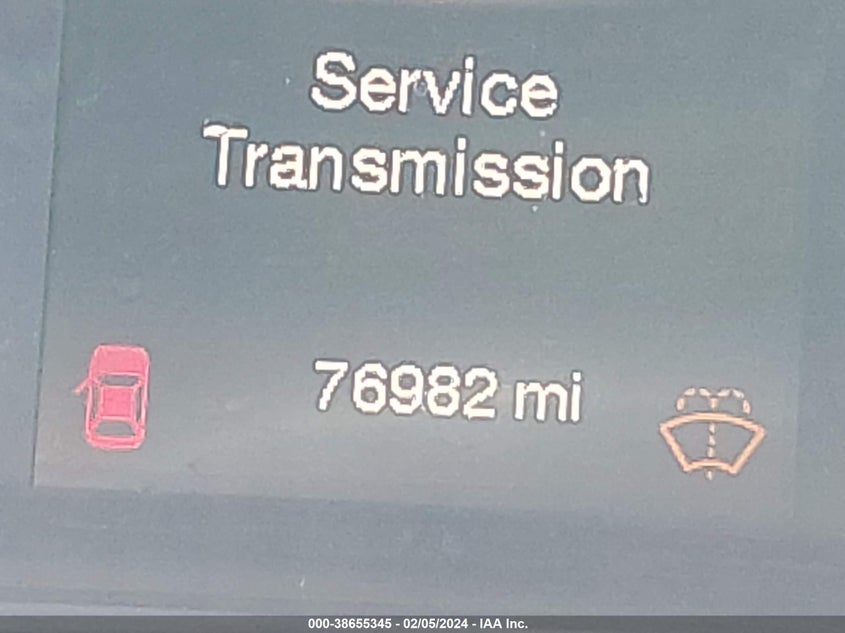 Service
Transmission
76982 mi
000-38655345 - 02/05/2024 - IAA Inc.